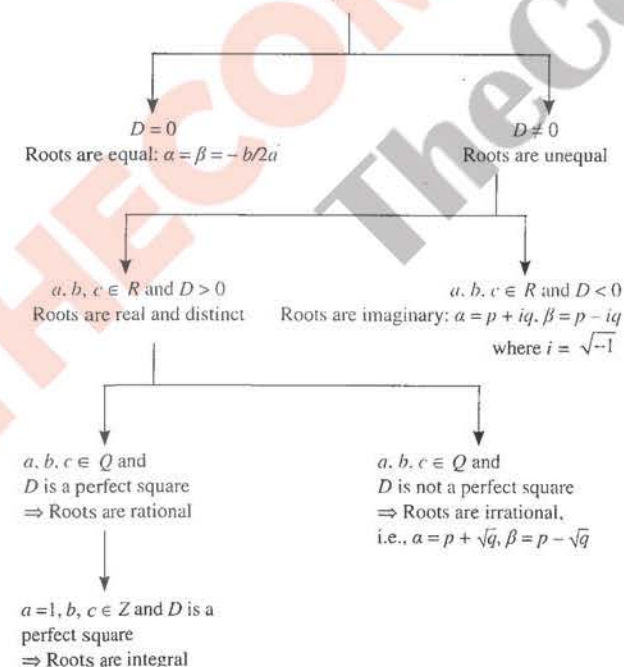 D = 0
Roots are equal: α = β = – b/2a
D ≠ 0
Roots are unequal
a, b, c ∈ R and D > 0
Roots are real and distinct
a, b, c ∈ R and D < 0
Roots are imaginary: α = p + iq, β = p – iq
where i = √–1
a, b, c ∈ Q and
D is a perfect square
⇒ Roots are rational
a, b, c ∈ Q and
D is not a perfect square
⇒ Roots are irrational,
i.e., α = p + √q, β = p – √q
a =1, b, c ∈ Z and D is a
perfect square
⇒ Roots are integral
THECOM
TheCo